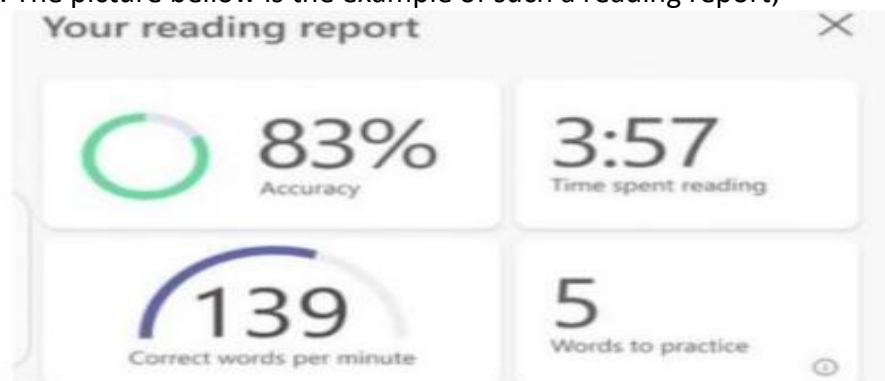 . The picture bellow is the example of such a reading report)
Your reading report
83%
Accuracy
3:57
Time spent reading
139
Correct words per minute
5
Words to practice